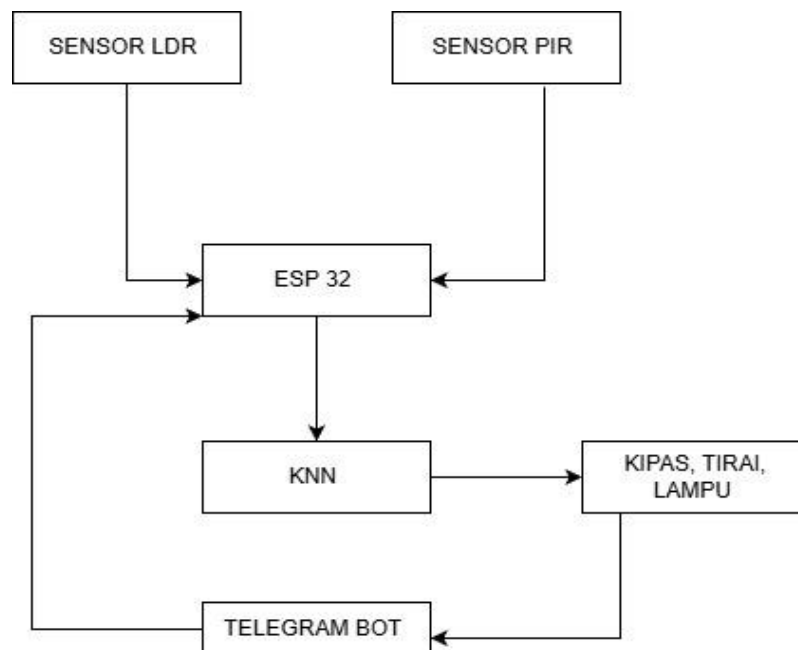 SENSOR LDR
SENSOR PIR
ESP 32
KNN
KIPAS, TIRAI,
LAMPU
TELEGRAM BOT